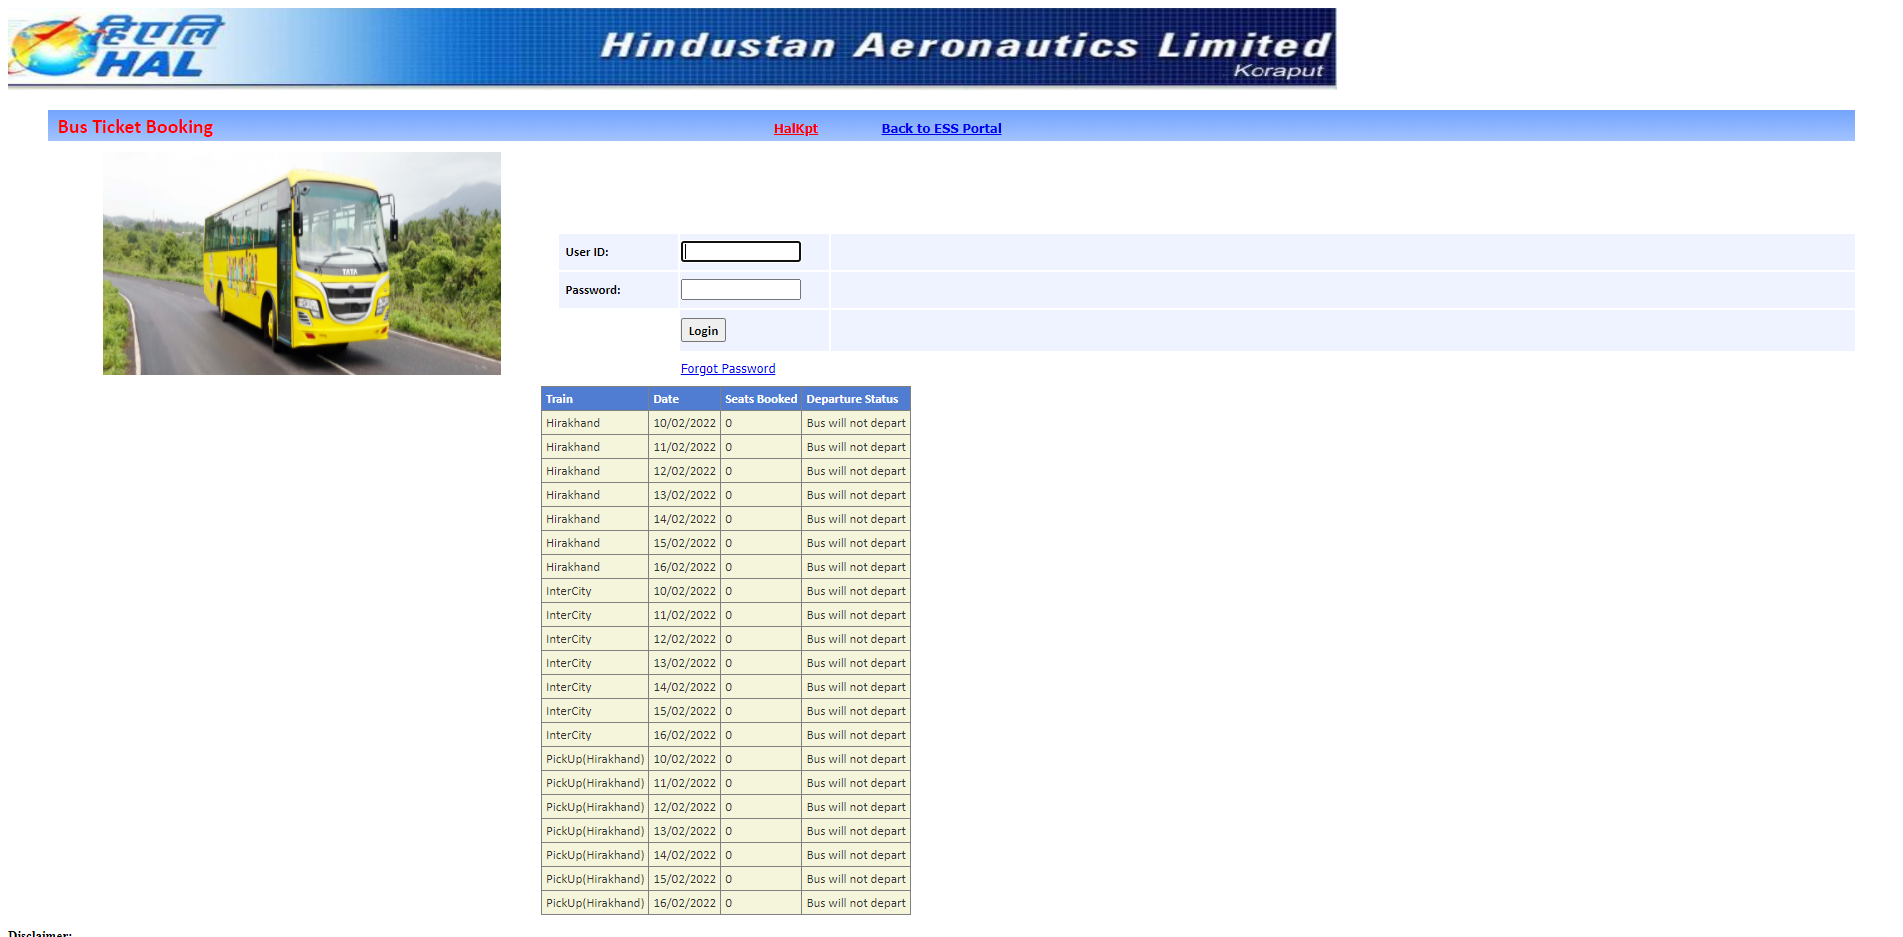 हिएलि
HAL
Hindustan Aeronautics Limited
Koraput
Bus Ticket Booking HalKpt Back to ESS Portal
TATA
User ID:
Password:
Login
Forgot Password
Train Date Seats Booked Departure Status
Hirakhand 10/02/2022 0 Bus will not depart
Hirakhand 11/02/2022 0 Bus will not depart
Hirakhand 12/02/2022 0 Bus will not depart
Hirakhand 13/02/2022 0 Bus will not depart
Hirakhand 14/02/2022 0 Bus will not depart
Hirakhand 15/02/2022 0 Bus will not depart
Hirakhand 16/02/2022 0 Bus will not depart
InterCity 10/02/2022 0 Bus will not depart
InterCity 11/02/2022 0 Bus will not depart
InterCity 12/02/2022 0 Bus will not depart
InterCity 13/02/2022 0 Bus will not depart
InterCity 14/02/2022 0 Bus will not depart
InterCity 15/02/2022 0 Bus will not depart
InterCity 16/02/2022 0 Bus will not depart
PickUp(Hirakhand) 10/02/2022 0 Bus will not depart
PickUp(Hirakhand) 11/02/2022 0 Bus will not depart
PickUp(Hirakhand) 12/02/2022 0 Bus will not depart
PickUp(Hirakhand) 13/02/2022 0 Bus will not depart
PickUp(Hirakhand) 14/02/2022 0 Bus will not depart
PickUp(Hirakhand) 15/02/2022 0 Bus will not depart
PickUp(Hirakhand) 16/02/2022 0 Bus will not depart
Disclaimer: